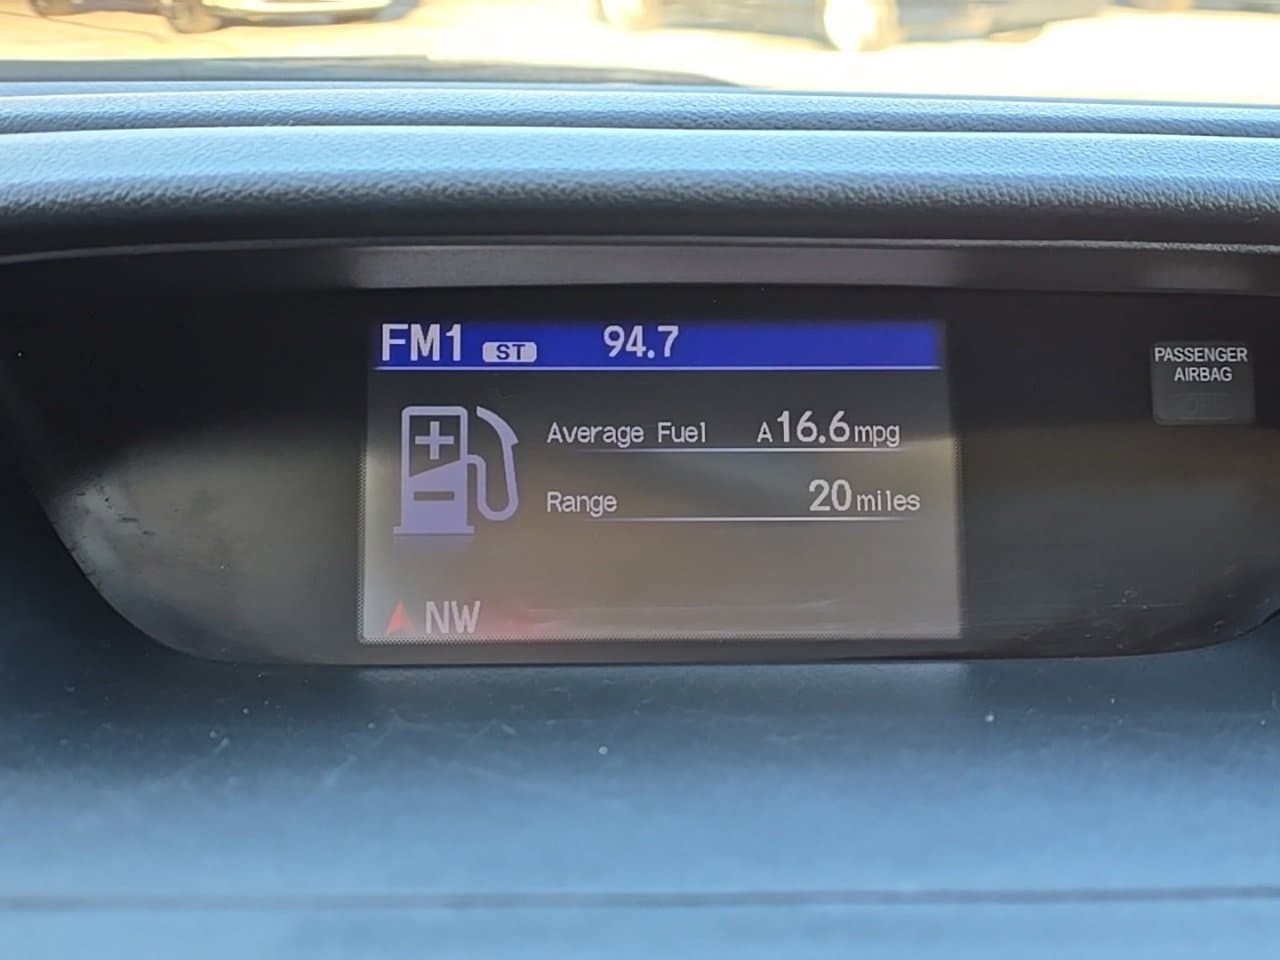 FM1 ST 94.7
Average Fuel A16.6mpg
Range 20miles
NW
PASSENGER
AIRBAG